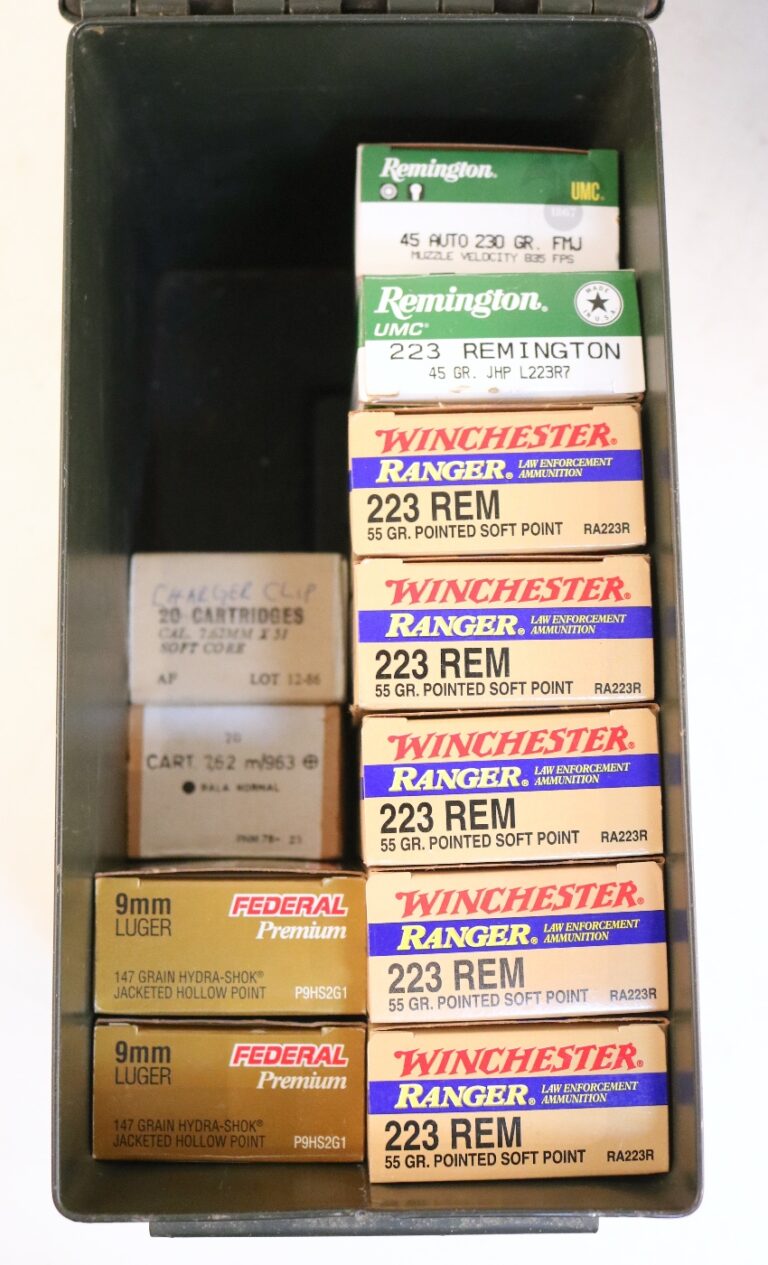 Remington®
UMC®
1867
45 AUTO 230 GR. FMJ
MUZZLE VELOCITY 835 FPS
Remington®
UMC®
MADE IN U.S.A.
223 REMINGTON
45 GR. JHP L223R7
WINCHESTER®
RANGER® LAW ENFORCEMENT AMMUNITION
223 REM
55 GR. POINTED SOFT POINT RA223R
WINCHESTER®
RANGER® LAW ENFORCEMENT AMMUNITION
223 REM
55 GR. POINTED SOFT POINT RA223R
WINCHESTER®
RANGER® LAW ENFORCEMENT AMMUNITION
223 REM
55 GR. POINTED SOFT POINT RA223R
WINCHESTER®
RANGER® LAW ENFORCEMENT AMMUNITION
223 REM
55 GR. POINTED SOFT POINT RA223R
WINCHESTER®
RANGER® LAW ENFORCEMENT AMMUNITION
223 REM
55 GR. POINTED SOFT POINT RA223R
CHARGER CLIP
20 CARTRIDGES
CAL. 7.62MM X 51
SOFT CORE
AF LOT 12-86
20
CART. 7,62 m/963
BALA NORMAL
9mm
LUGER
FEDERAL
Premium
147 GRAIN HYDRA-SHOK®
JACKETED HOLLOW POINT P9HS2G1
9mm
LUGER
FEDERAL
Premium
147 GRAIN HYDRA-SHOK®
JACKETED HOLLOW POINT P9HS2G1